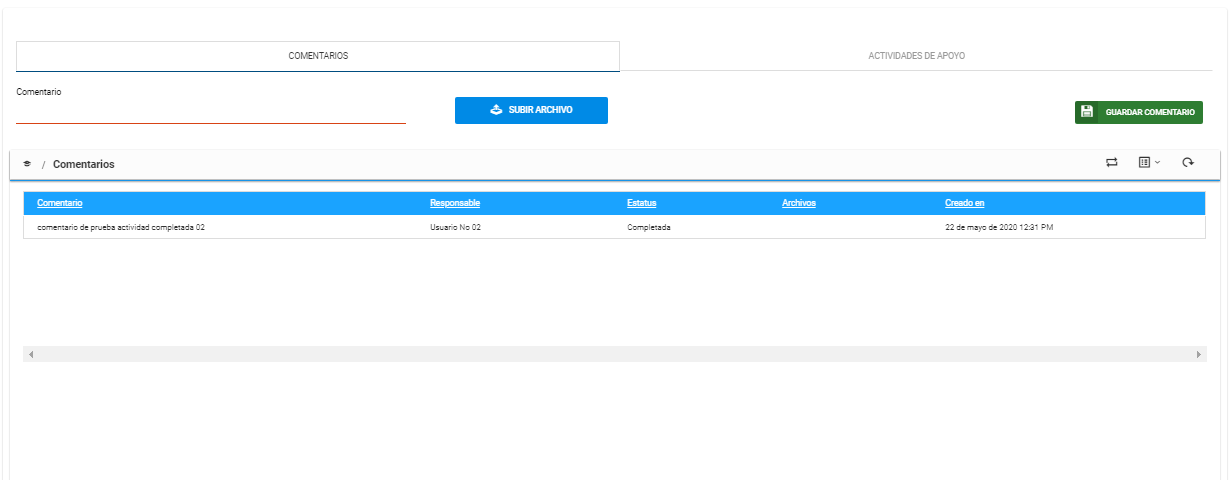 COMENTARIOS
ACTIVIDADES DE APOYO
Comentario
SUBIR ARCHIVO
GUARDAR COMENTARIO
/ Comentarios
Comentario Responsable Estatus Archivos Creado en
comentario de prueba actividad completada 02 Usuario No 02 Completada 22 de mayo de 2020 12:31 PM